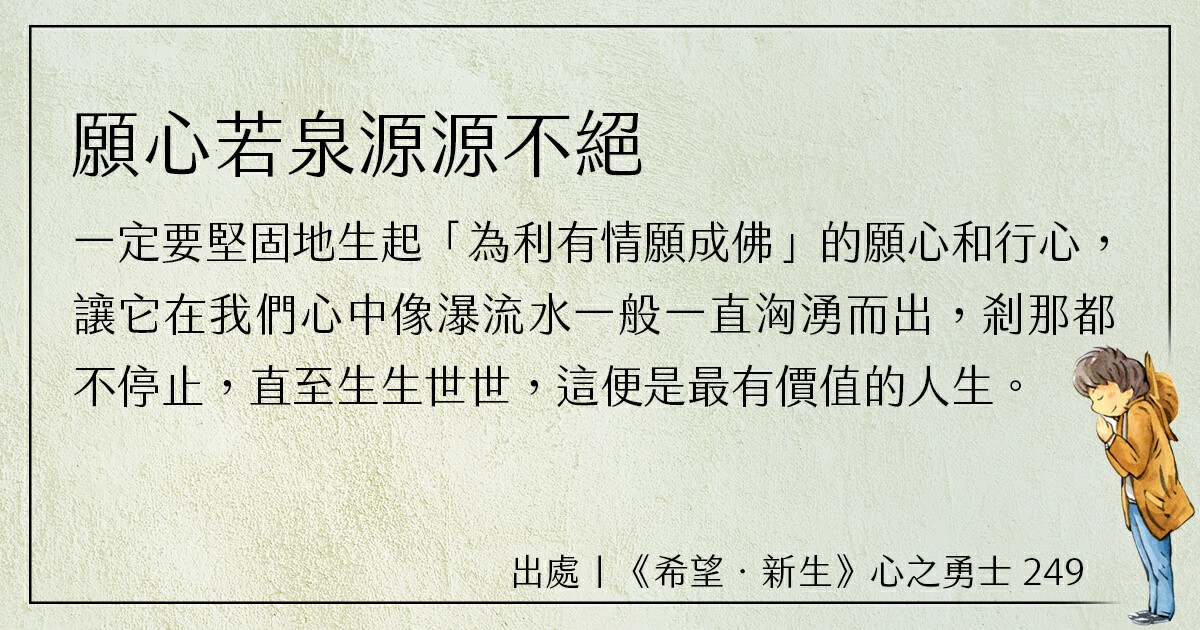 願心若泉源源不絕
一定要堅固地生起「為利有情願成佛」的願心和行心，
讓它在我們心中像瀑流水一般一直洶湧而出，剎那都
不停止，直至生生世世，這便是最有價值的人生。
出處｜《希望．新生》心之勇士 249